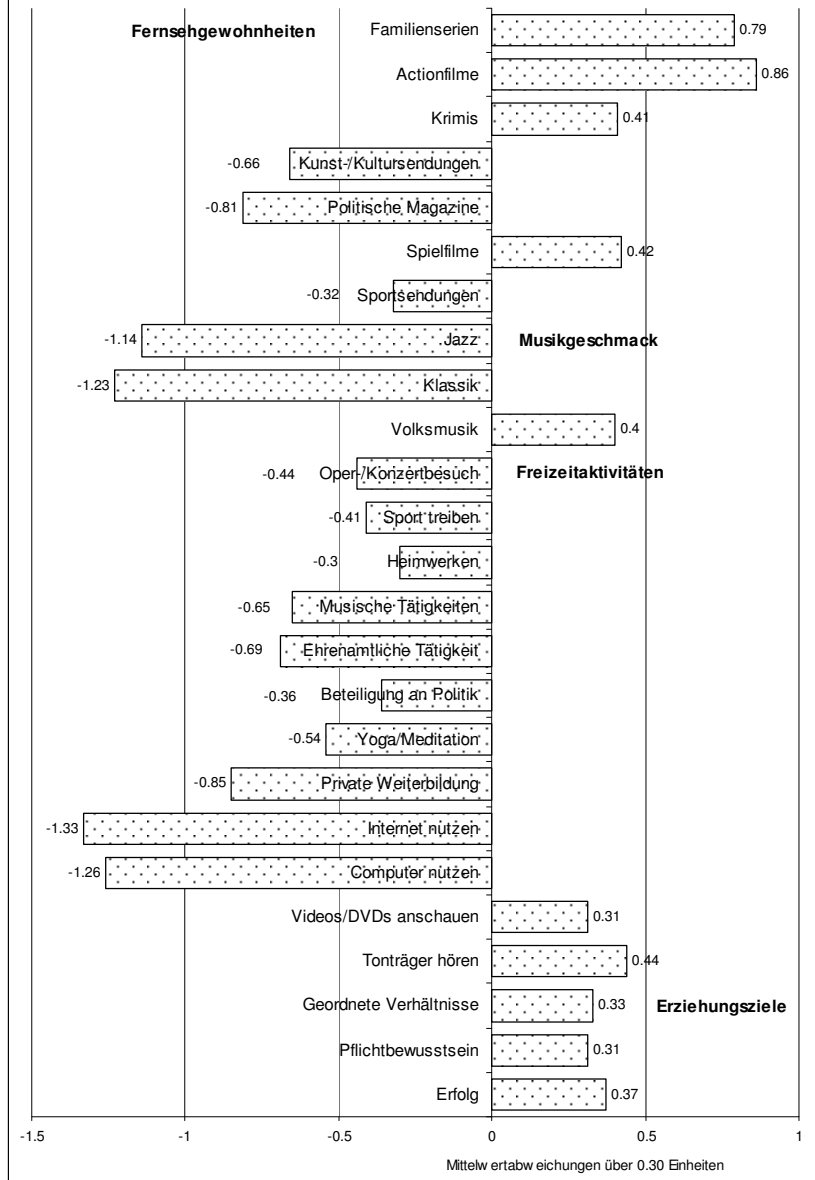 Fernsehgewohnheiten
Familienserien 0.79
Actionfilme 0.86
Krimis 0.41
-0.66 Kunst-/Kultursendungen
-0.81 Politische Magazine
Spielfilme 0.42
-0.32 Sportsendungen
-1.14 Jazz Musikgeschmack
-1.23 Klassik
Volksmusik 0.4
-0.44 Oper-/Konzertbesuch Freizeitaktivitäten
-0.41 Sport treiben
-0.3 Heimwerken
-0.65 Musische Tätigkeiten
-0.69 Ehrenamtliche Tätigkeit
-0.36 Beteiligung an Politik
-0.54 Yoga/Meditation
-0.85 Private Weiterbildung
-1.33 Internet nutzen
-1.26 Computer nutzen
Videos/DVDs anschauen 0.31
Tonträger hören 0.44
Geordnete Verhältnisse 0.33 Erziehungsziele
Pflichtbewusstsein 0.31
Erfolg 0.37
-1.5 -1 -0.5 0 0.5 1
Mittelwertabweichungen über 0.30 Einheiten